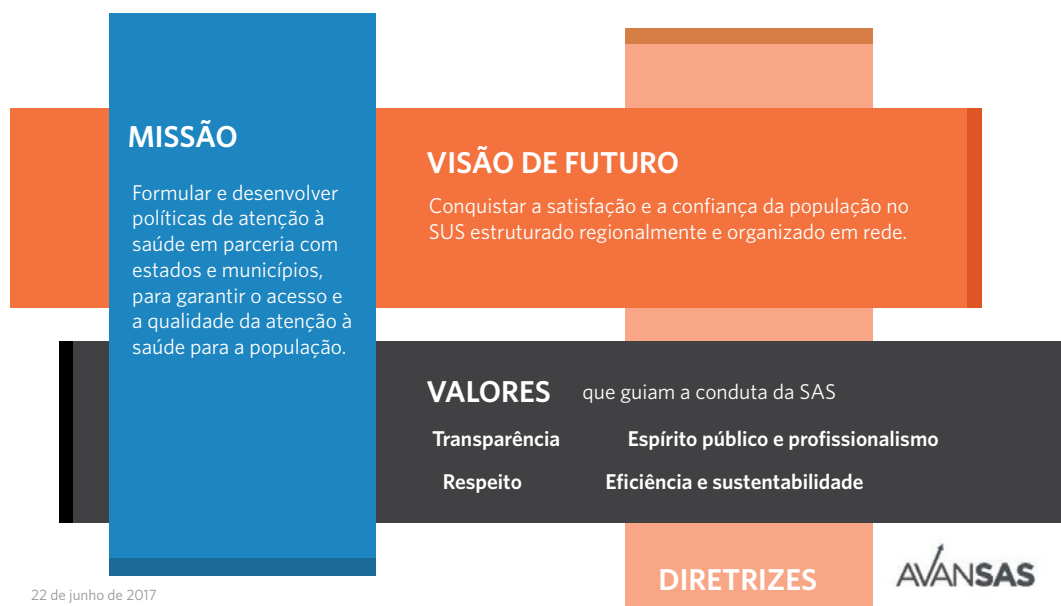 MISSÃO
Formular e desenvolver
políticas de atenção à
saúde em parceria com
estados e municípios,
para garantir o acesso e
a qualidade da atenção à
saúde para a população.
VISÃO DE FUTURO
Conquistar a satisfação e a confiança da população no
SUS estruturado regionalmente e organizado em rede.
VALORES que guiam a conduta da SAS
Transparência Espírito público e profissionalismo
Respeito Eficiência e sustentabilidade
DIRETRIZES
AVANSAS
22 de junho de 2017